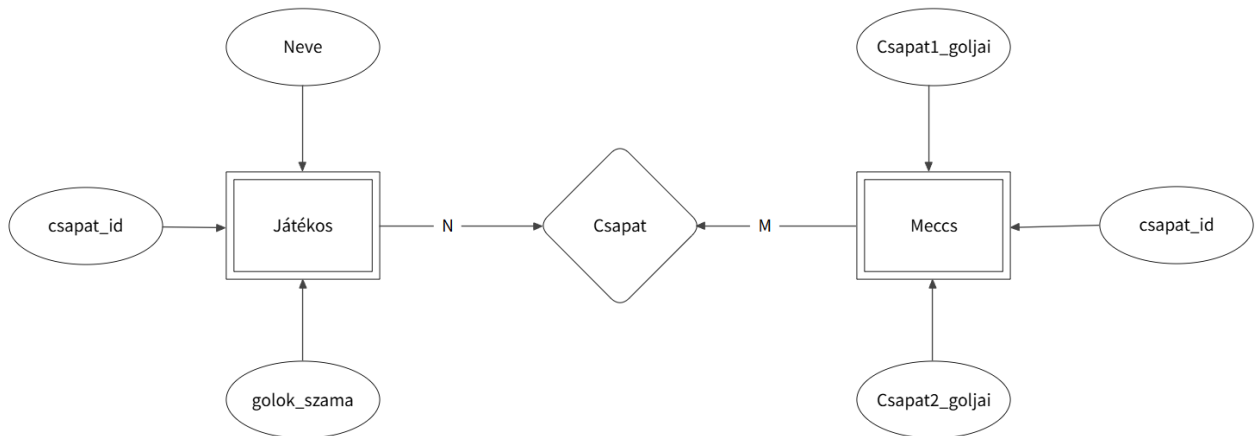 Neve
Csapat1_goljai
csapat_id
Játékos
N
Csapat
M
Meccs
csapat_id
golok_szama
Csapat2_goljai